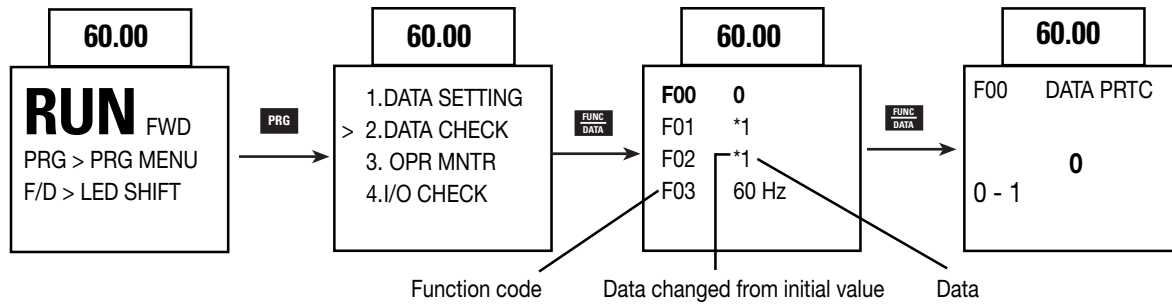 60.00
RUN FWD
PRG > PRG MENU
F/D > LED SHIFT
PRG
60.00
1.DATA SETTING
> 2.DATA CHECK
3. OPR MNTR
4.I/O CHECK
FUNC
DATA
60.00
F00 0
F01 *1
F02 *1
F03 60 Hz
FUNC
DATA
60.00
F00 DATA PRTC
0
0 - 1
Function code
Data changed from initial value
Data